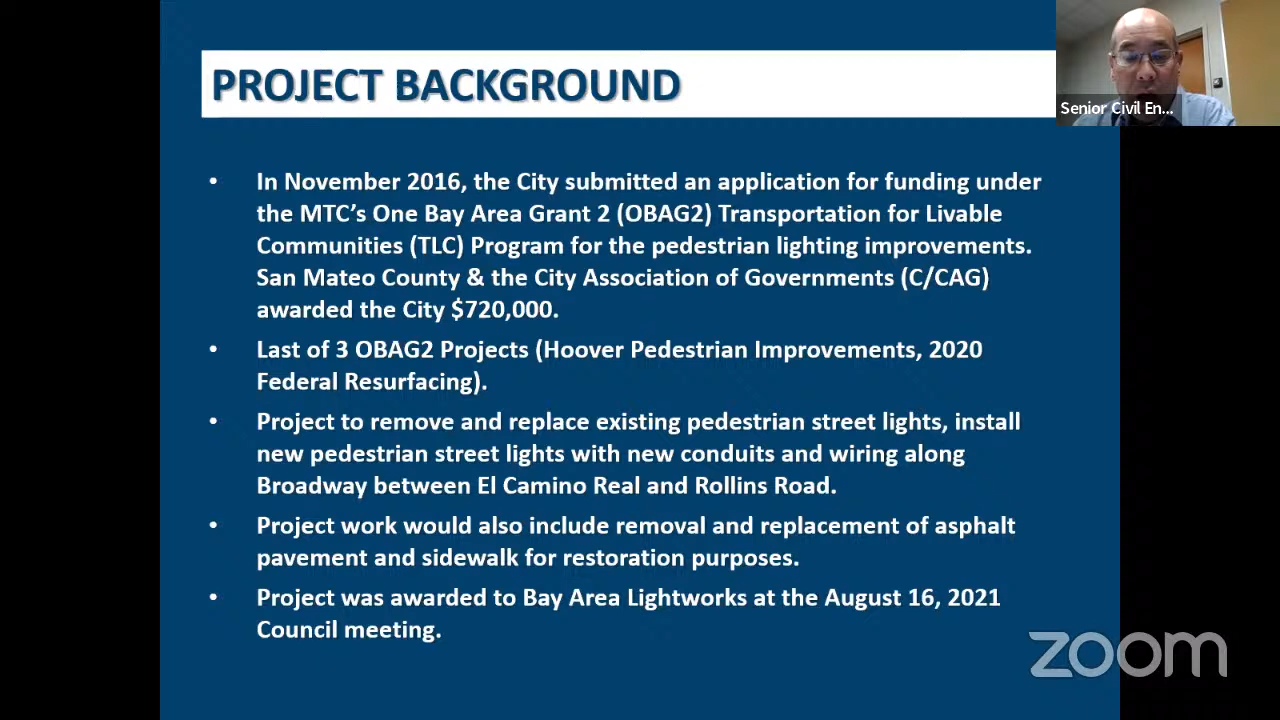 PROJECT BACKGROUND
Senior Civil En...
• In November 2016, the City submitted an application for funding under
the MTC’s One Bay Area Grant 2 (OBAG2) Transportation for Livable
Communities (TLC) Program for the pedestrian lighting improvements.
San Mateo County & the City Association of Governments (C/CAG)
awarded the City $720,000.
• Last of 3 OBAG2 Projects (Hoover Pedestrian Improvements, 2020
Federal Resurfacing).
• Project to remove and replace existing pedestrian street lights, install
new pedestrian street lights with new conduits and wiring along
Broadway between El Camino Real and Rollins Road.
• Project work would also include removal and replacement of asphalt
pavement and sidewalk for restoration purposes.
• Project was awarded to Bay Area Lightworks at the August 16, 2021
Council meeting.
zoom